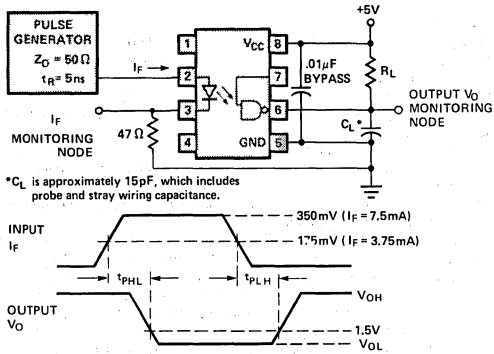 PULSE
GENERATOR
Z_O = 50 Ω
t_R = 5ns
I_F
1
2
3
4
V_CC 8
7
6
GND 5
+5V
.01μF
BYPASS
R_L
OUTPUT V_O
MONITORING
NODE
C_L*
I_F
MONITORING
NODE
47 Ω
*C_L is approximately 15pF, which includes
probe and stray wiring capacitance.
INPUT
I_F
350mV (I_F = 7.5mA)
175mV (I_F = 3.75mA)
t_PHL
t_PLH
OUTPUT
V_O
V_OH
1.5V
V_OL